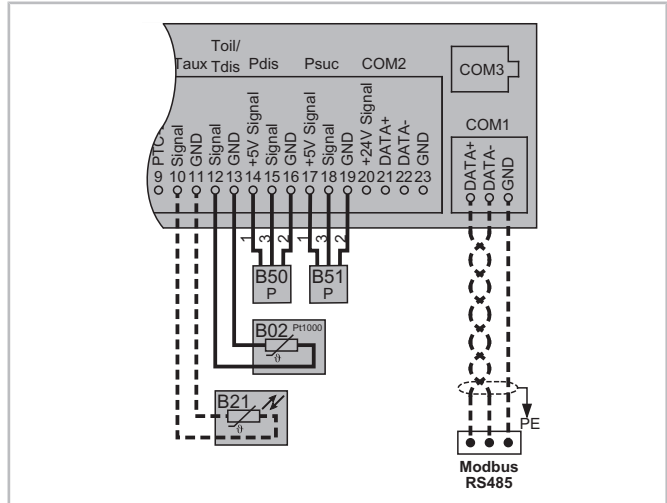 Toil/
Taux Tdis Pdis Psuc COM2
COM3
COM1
PTC-
Signal
GND
Signal
GND
+5V Signal
Signal
GND
+5V Signal
Signal
GND
+24V Signal
DATA+
DATA-
GND
9 10 11 12 13 14 15 16 17 18 19 20 21 22 23
DATA+
DATA-
GND
1 3 2 1 3 2
B50
P
B51
P
B02 Pt1000
ϑ
B21
ϑ
PE
Modbus
RS485